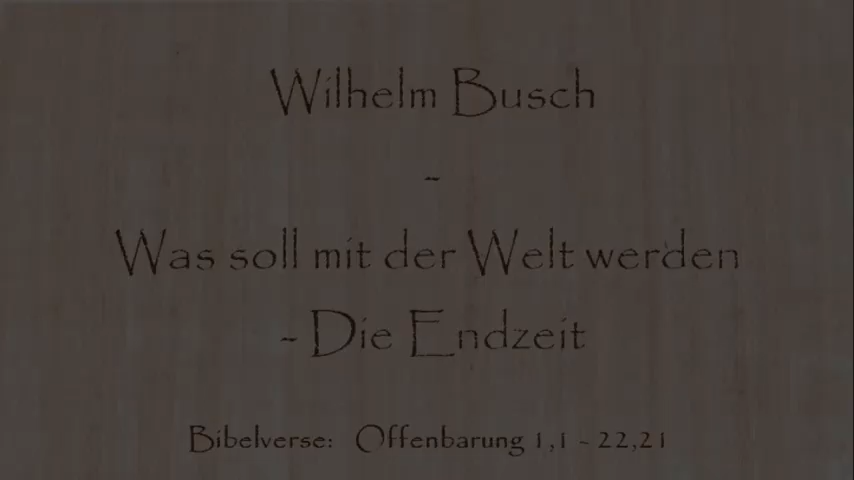 Wilhelm Busch
-
Was soll mit der Welt werden
- Die Endzeit
Bibelverse: Offenbarung 1,1 - 22,21